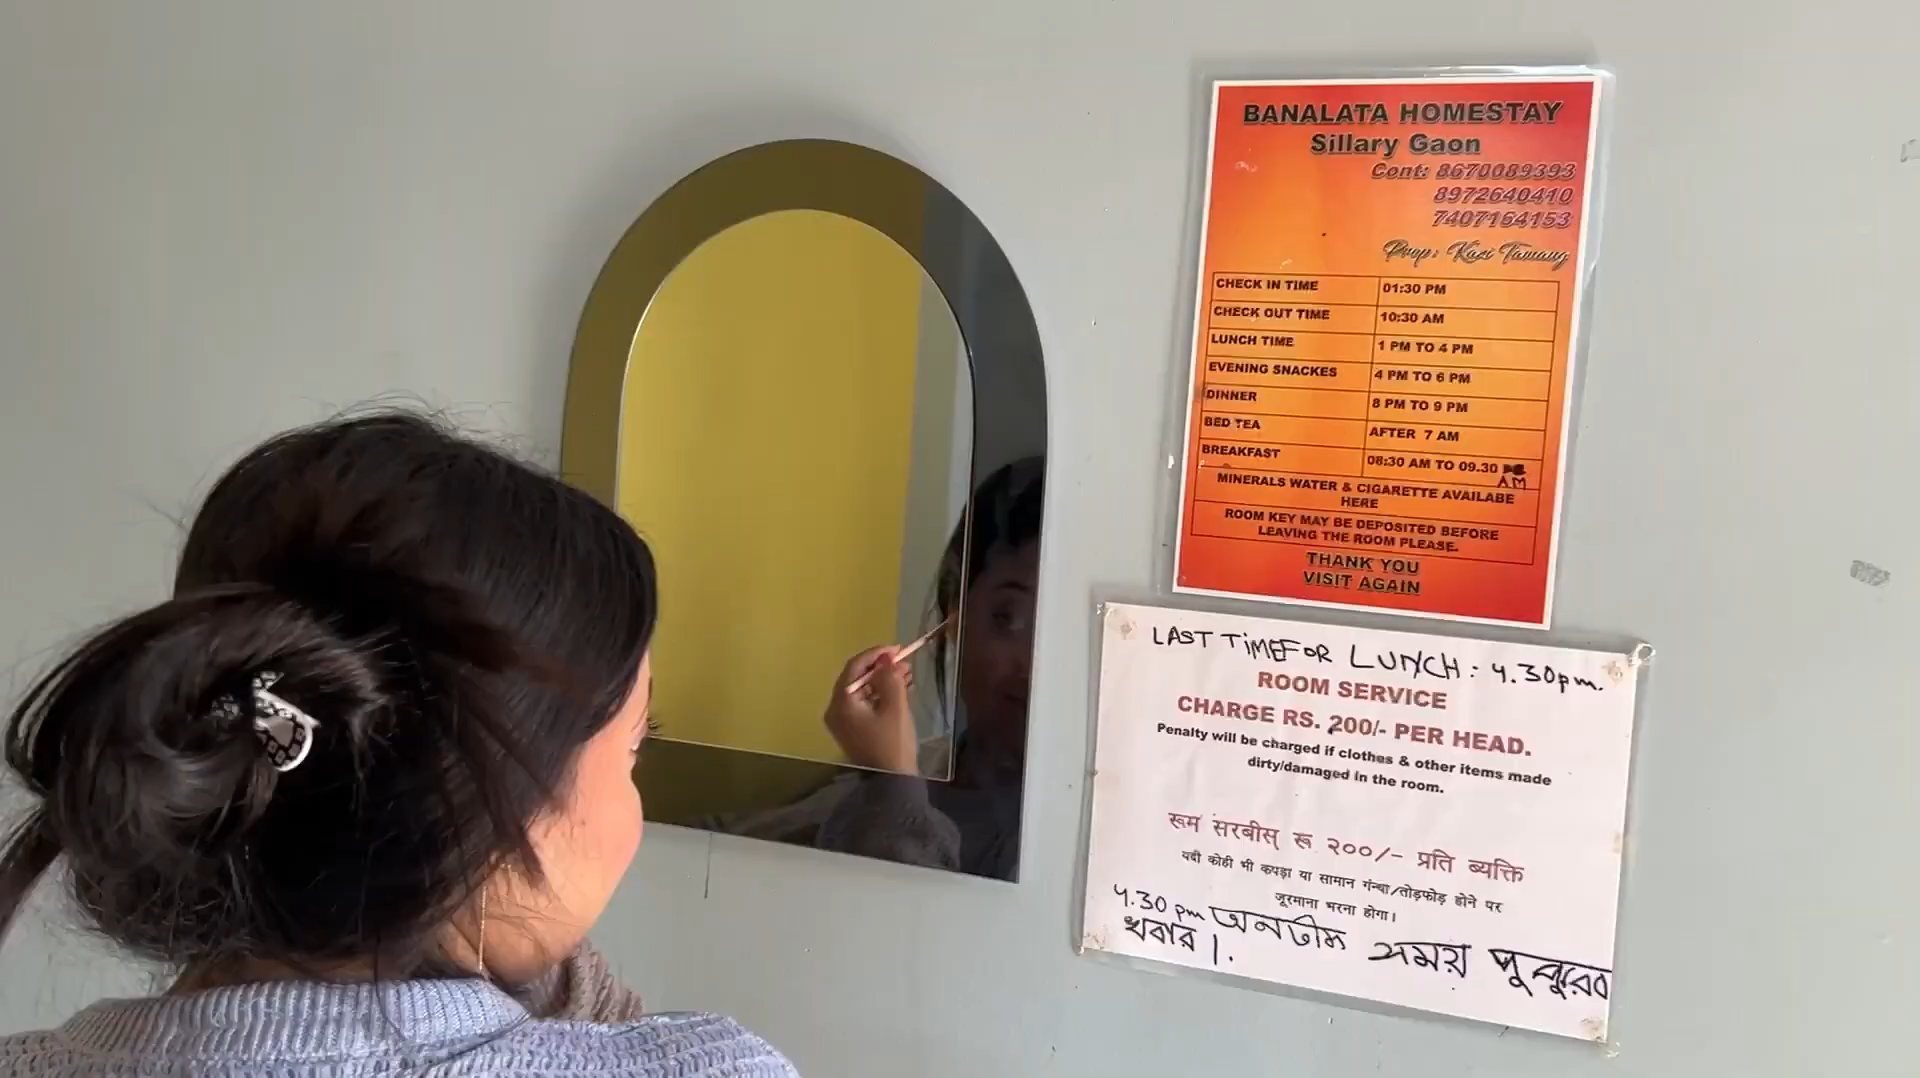 BANALATA HOMESTAY
Sillary Gaon
Cont: 8670089393
8972640410
7407164153
Prop: Kazi Tamang
CHECK IN TIME 01:30 PM
CHECK OUT TIME 10:30 AM
LUNCH TIME 1 PM TO 4 PM
EVENING SNACKES 4 PM TO 6 PM
DINNER 8 PM TO 9 PM
BED TEA AFTER 7 AM
BREAKFAST 08:30 AM TO 09.30
AM
MINERALS WATER & CIGARETTE AVAILABE
HERE
ROOM KEY MAY BE DEPOSITED BEFORE
LEAVING THE ROOM PLEASE.
THANK YOU
VISIT AGAIN
LAST TIME FOR LUNCH : 4.30pm.
ROOM SERVICE
CHARGE RS. 200/- PER HEAD.
Penalty will be charged if clothes & other items made
dirty/damaged in the room.
रूम सरबीस् रू २००/- प्रति ब्यक्ति
यदी कोही भी कपड़ा या सामान गंन्धा/तोड़फोड़ होने पर
जूरमाना भरना होगा।
4.30 pm সময়